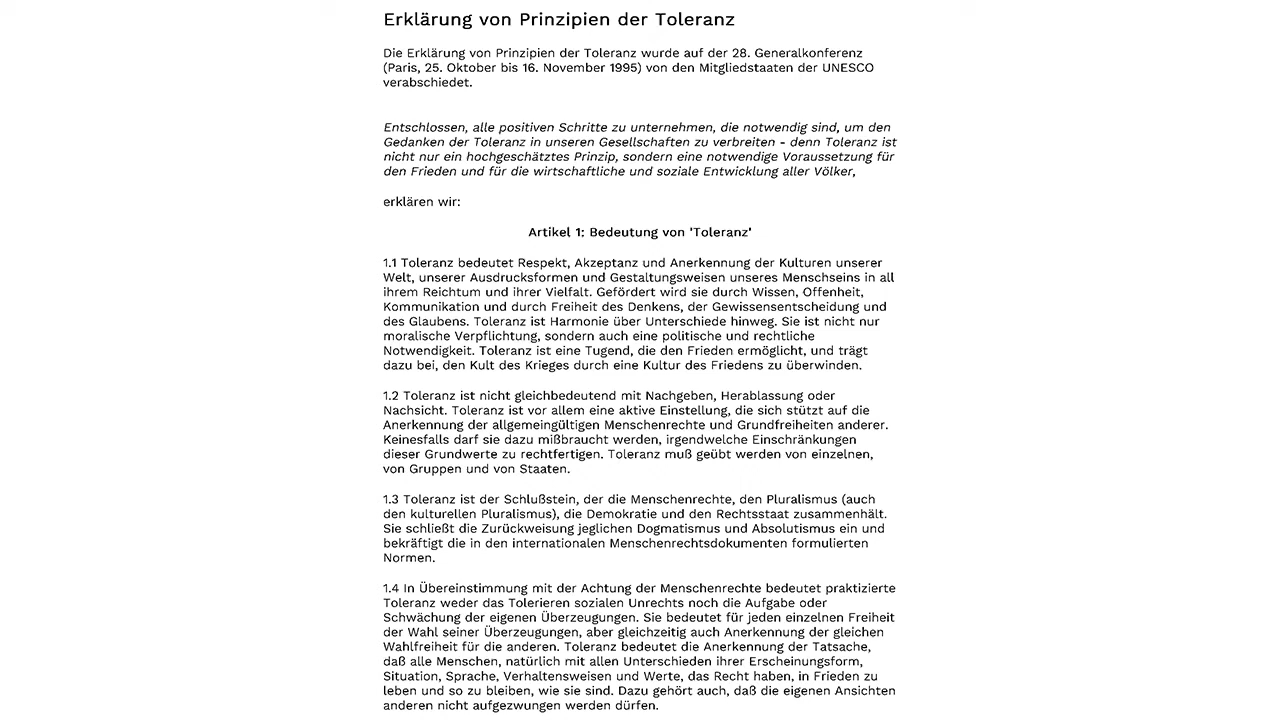 Erklärung von Prinzipien der Toleranz
Die Erklärung von Prinzipien der Toleranz wurde auf der 28. Generalkonferenz
(Paris, 25. Oktober bis 16. November 1995) von den Mitgliedstaaten der UNESCO
verabschiedet.
Entschlossen, alle positiven Schritte zu unternehmen, die notwendig sind, um den
Gedanken der Toleranz in unseren Gesellschaften zu verbreiten - denn Toleranz ist
nicht nur ein hochgeschätztes Prinzip, sondern eine notwendige Voraussetzung für
den Frieden und für die wirtschaftliche und soziale Entwicklung aller Völker,
erklären wir:
Artikel 1: Bedeutung von 'Toleranz'
1.1 Toleranz bedeutet Respekt, Akzeptanz und Anerkennung der Kulturen unserer
Welt, unserer Ausdrucksformen und Gestaltungsweisen unseres Menschseins in all
ihrem Reichtum und ihrer Vielfalt. Gefördert wird sie durch Wissen, Offenheit,
Kommunikation und durch Freiheit des Denkens, der Gewissensentscheidung und
des Glaubens. Toleranz ist Harmonie über Unterschiede hinweg. Sie ist nicht nur
moralische Verpflichtung, sondern auch eine politische und rechtliche
Notwendigkeit. Toleranz ist eine Tugend, die den Frieden ermöglicht, und trägt
dazu bei, den Kult des Krieges durch eine Kultur des Friedens zu überwinden.
1.2 Toleranz ist nicht gleichbedeutend mit Nachgeben, Herablassung oder
Nachsicht. Toleranz ist vor allem eine aktive Einstellung, die sich stützt auf die
Anerkennung der allgemeingültigen Menschenrechte und Grundfreiheiten anderer.
Keinesfalls darf sie dazu mißbraucht werden, irgendwelche Einschränkungen
dieser Grundwerte zu rechtfertigen. Toleranz muß geübt werden von einzelnen,
von Gruppen und von Staaten.
1.3 Toleranz ist der Schlußstein, der die Menschenrechte, den Pluralismus (auch
den kulturellen Pluralismus), die Demokratie und den Rechtsstaat zusammenhält.
Sie schließt die Zurückweisung jeglichen Dogmatismus und Absolutismus ein und
bekräftigt die in den internationalen Menschenrechtsdokumenten formulierten
Normen.
1.4 In Übereinstimmung mit der Achtung der Menschenrechte bedeutet praktizierte
Toleranz weder das Tolerieren sozialen Unrechts noch die Aufgabe oder
Schwächung der eigenen Überzeugungen. Sie bedeutet für jeden einzelnen Freiheit
der Wahl seiner Überzeugungen, aber gleichzeitig auch Anerkennung der gleichen
Wahlfreiheit für die anderen. Toleranz bedeutet die Anerkennung der Tatsache,
daß alle Menschen, natürlich mit allen Unterschieden ihrer Erscheinungsform,
Situation, Sprache, Verhaltensweisen und Werte, das Recht haben, in Frieden zu
leben und so zu bleiben, wie sie sind. Dazu gehört auch, daß die eigenen Ansichten
anderen nicht aufgezwungen werden dürfen.